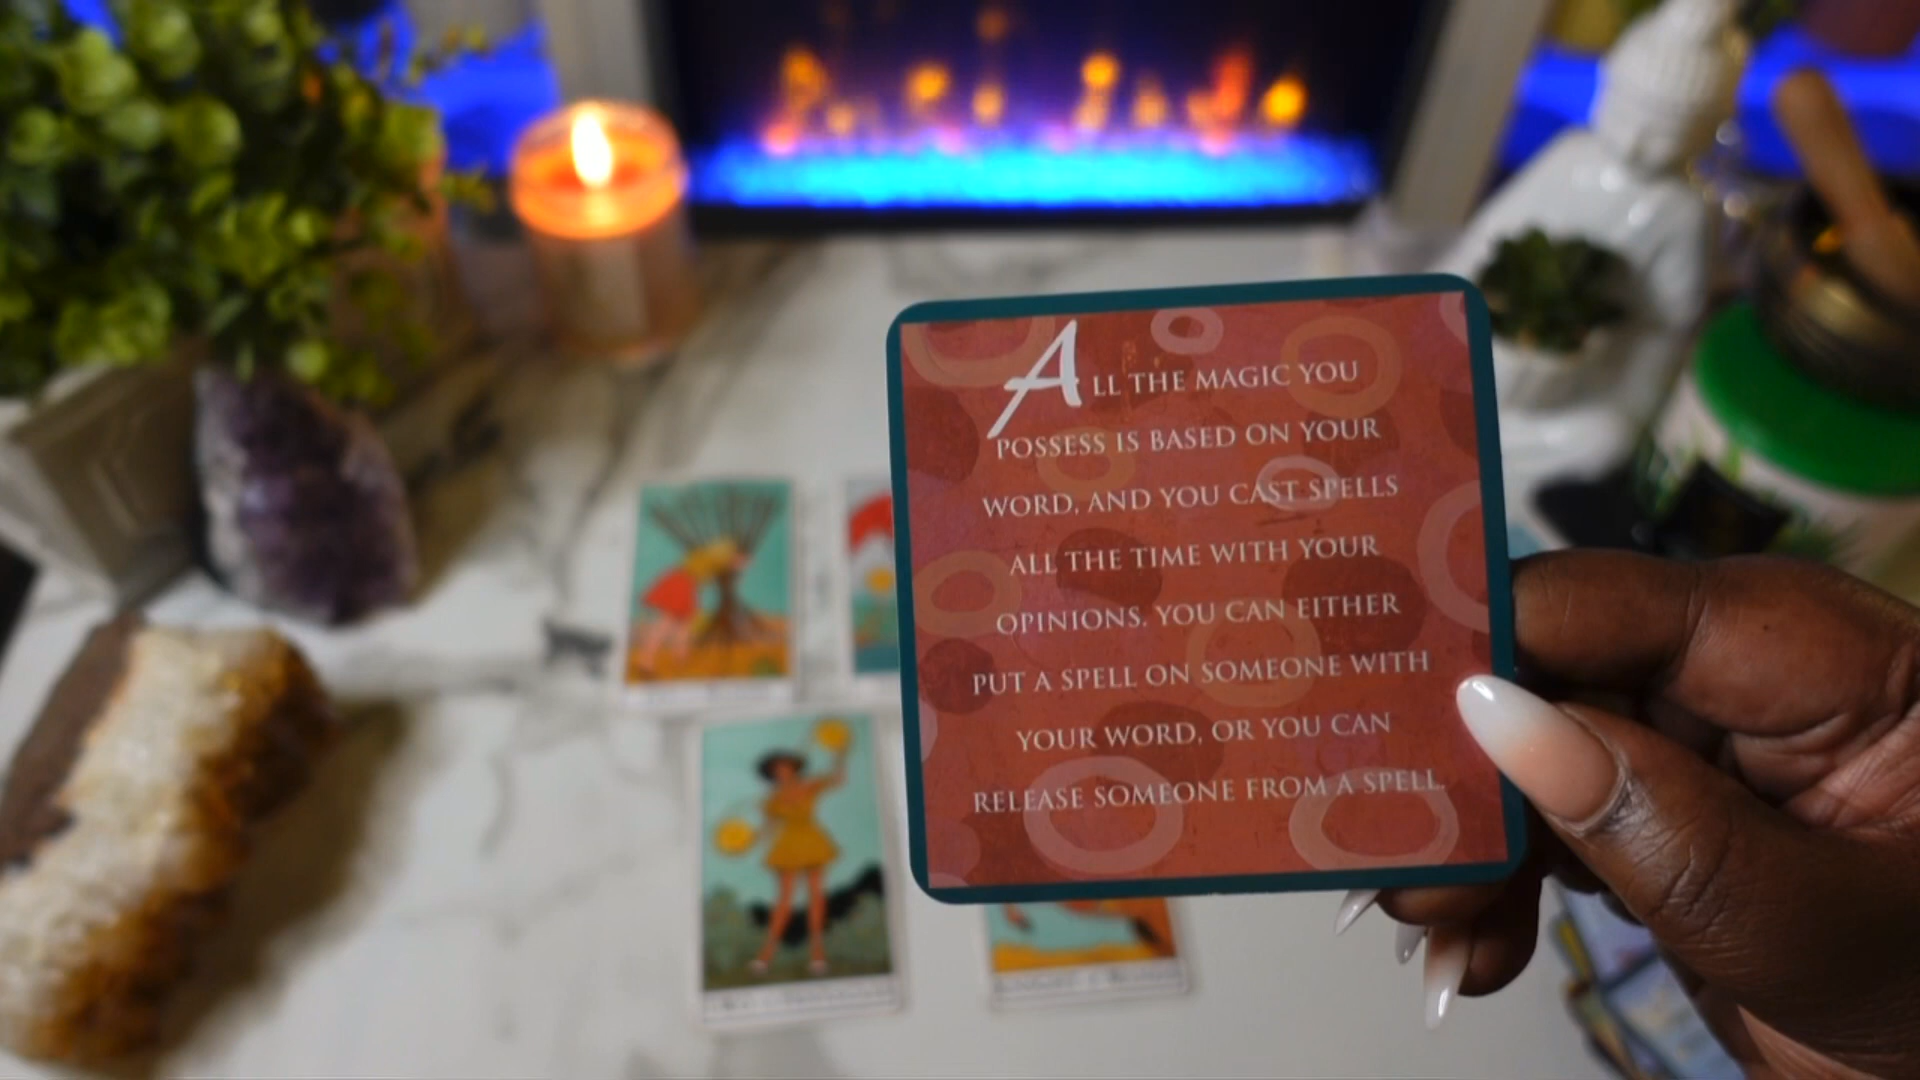 ALL THE MAGIC YOU
POSSESS IS BASED ON YOUR
WORD, AND YOU CAST SPELLS
ALL THE TIME WITH YOUR
OPINIONS. YOU CAN EITHER
PUT A SPELL ON SOMEONE WITH
YOUR WORD, OR YOU CAN
RELEASE SOMEONE FROM A SPELL.